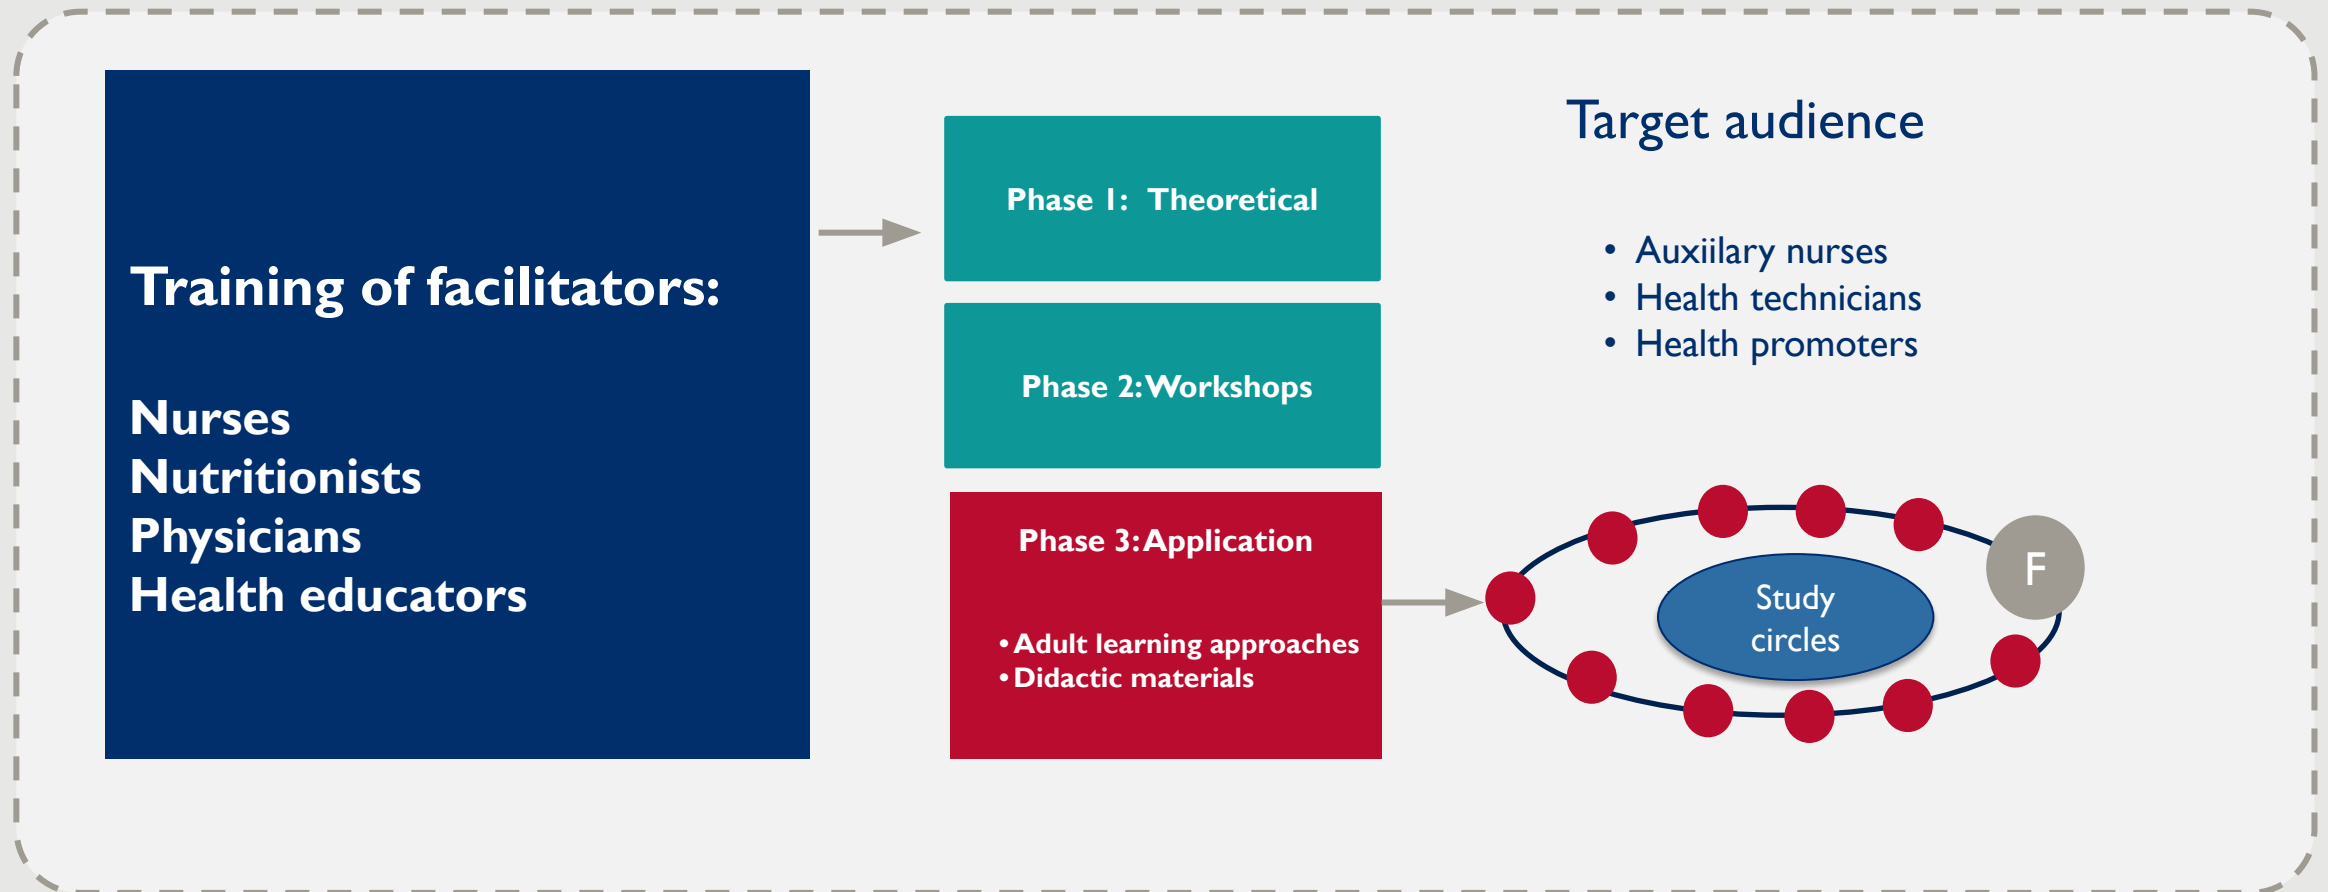 Training of facilitators:
Nurses
Nutritionists
Physicians
Health educators
Phase 1: Theoretical
Phase 2: Workshops
Phase 3: Application
• Adult learning approaches
• Didactic materials
Target audience
• Auxiilary nurses
• Health technicians
• Health promoters
F
Study
circles